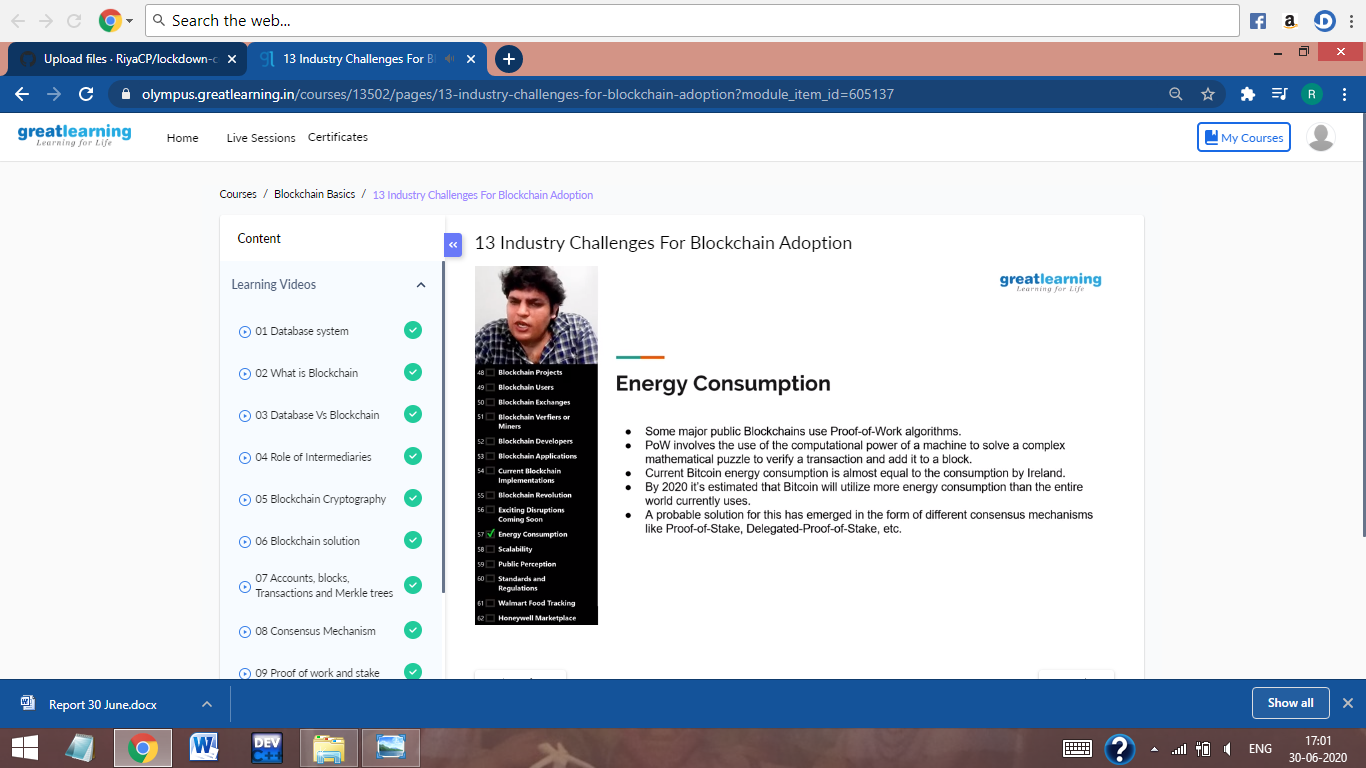 Search the web...
Upload files · RiyaCP/lockdown-c
13 Industry Challenges For Bl
olympus.greatlearning.in/courses/13502/pages/13-industry-challenges-for-blockchain-adoption?module_item_id=605137
R
greatlearning
Learning for Life
Home
Live Sessions
Certificates
My Courses
Courses / Blockchain Basics / 13 Industry Challenges For Blockchain Adoption
Content
Learning Videos
01 Database system
02 What is Blockchain
03 Database Vs Blockchain
04 Role of Intermediaries
05 Blockchain Cryptography
06 Blockchain solution
07 Accounts, blocks,
Transactions and Merkle trees
08 Consensus Mechanism
09 Proof of work and stake
13 Industry Challenges For Blockchain Adoption
48 Blockchain Projects
49 Blockchain Users
50 Blockchain Exchanges
51 Blockchain Verfiers or
Miners
52 Blockchain Developers
53 Blockchain Applications
54 Current Blockchain
Implementations
55 Blockchain Revolution
56 Exciting Disruptions
Coming Soon
57 Energy Consumption
58 Scalability
59 Public Perception
60 Standards and
Regulations
61 Walmart Food Tracking
62 Honeywell Marketplace
greatlearning
Learning for Life
Energy Consumption
● Some major public Blockchains use Proof-of-Work algorithms.
● PoW involves the use of the computational power of a machine to solve a complex
mathematical puzzle to verify a transaction and add it to a block.
● Current Bitcoin energy consumption is almost equal to the consumption by Ireland.
● By 2020 it's estimated that Bitcoin will utilize more energy consumption than the entire
world currently uses.
● A probable solution for this has emerged in the form of different consensus mechanisms
like Proof-of-Stake, Delegated-Proof-of-Stake, etc.
Report 30 June.docx
Show all
DEV
C++
ENG
17:01
30-06-2020